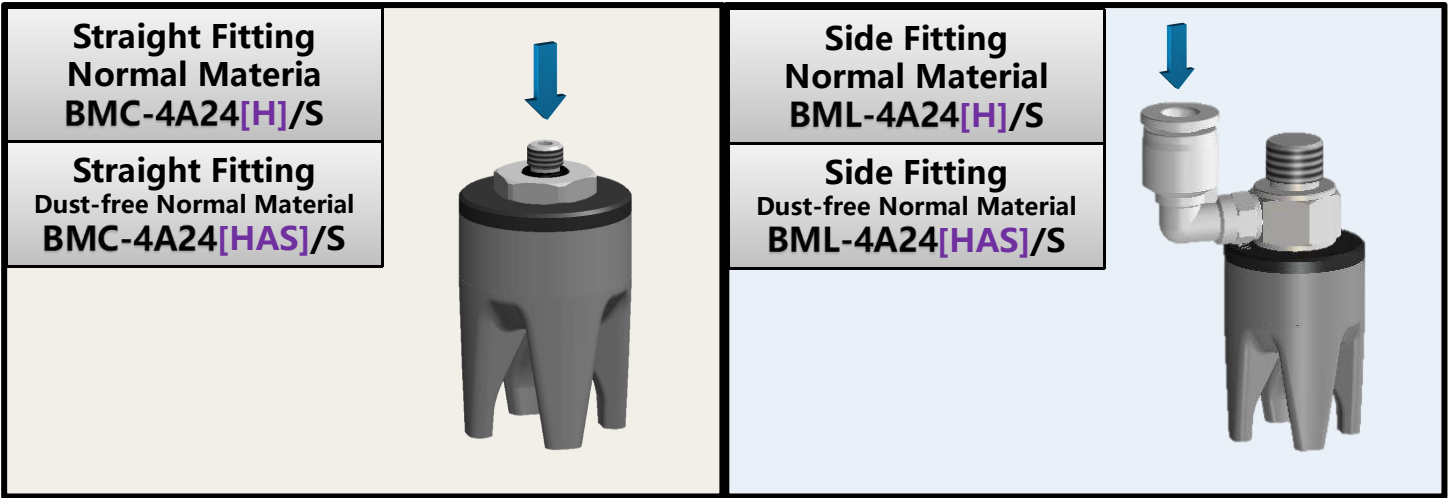 Straight Fitting
Normal Materia
BMC-4A24[H]/S
Straight Fitting
Dust-free Normal Material
BMC-4A24[HAS]/S
Side Fitting
Normal Material
BML-4A24[H]/S
Side Fitting
Dust-free Normal Material
BML-4A24[HAS]/S